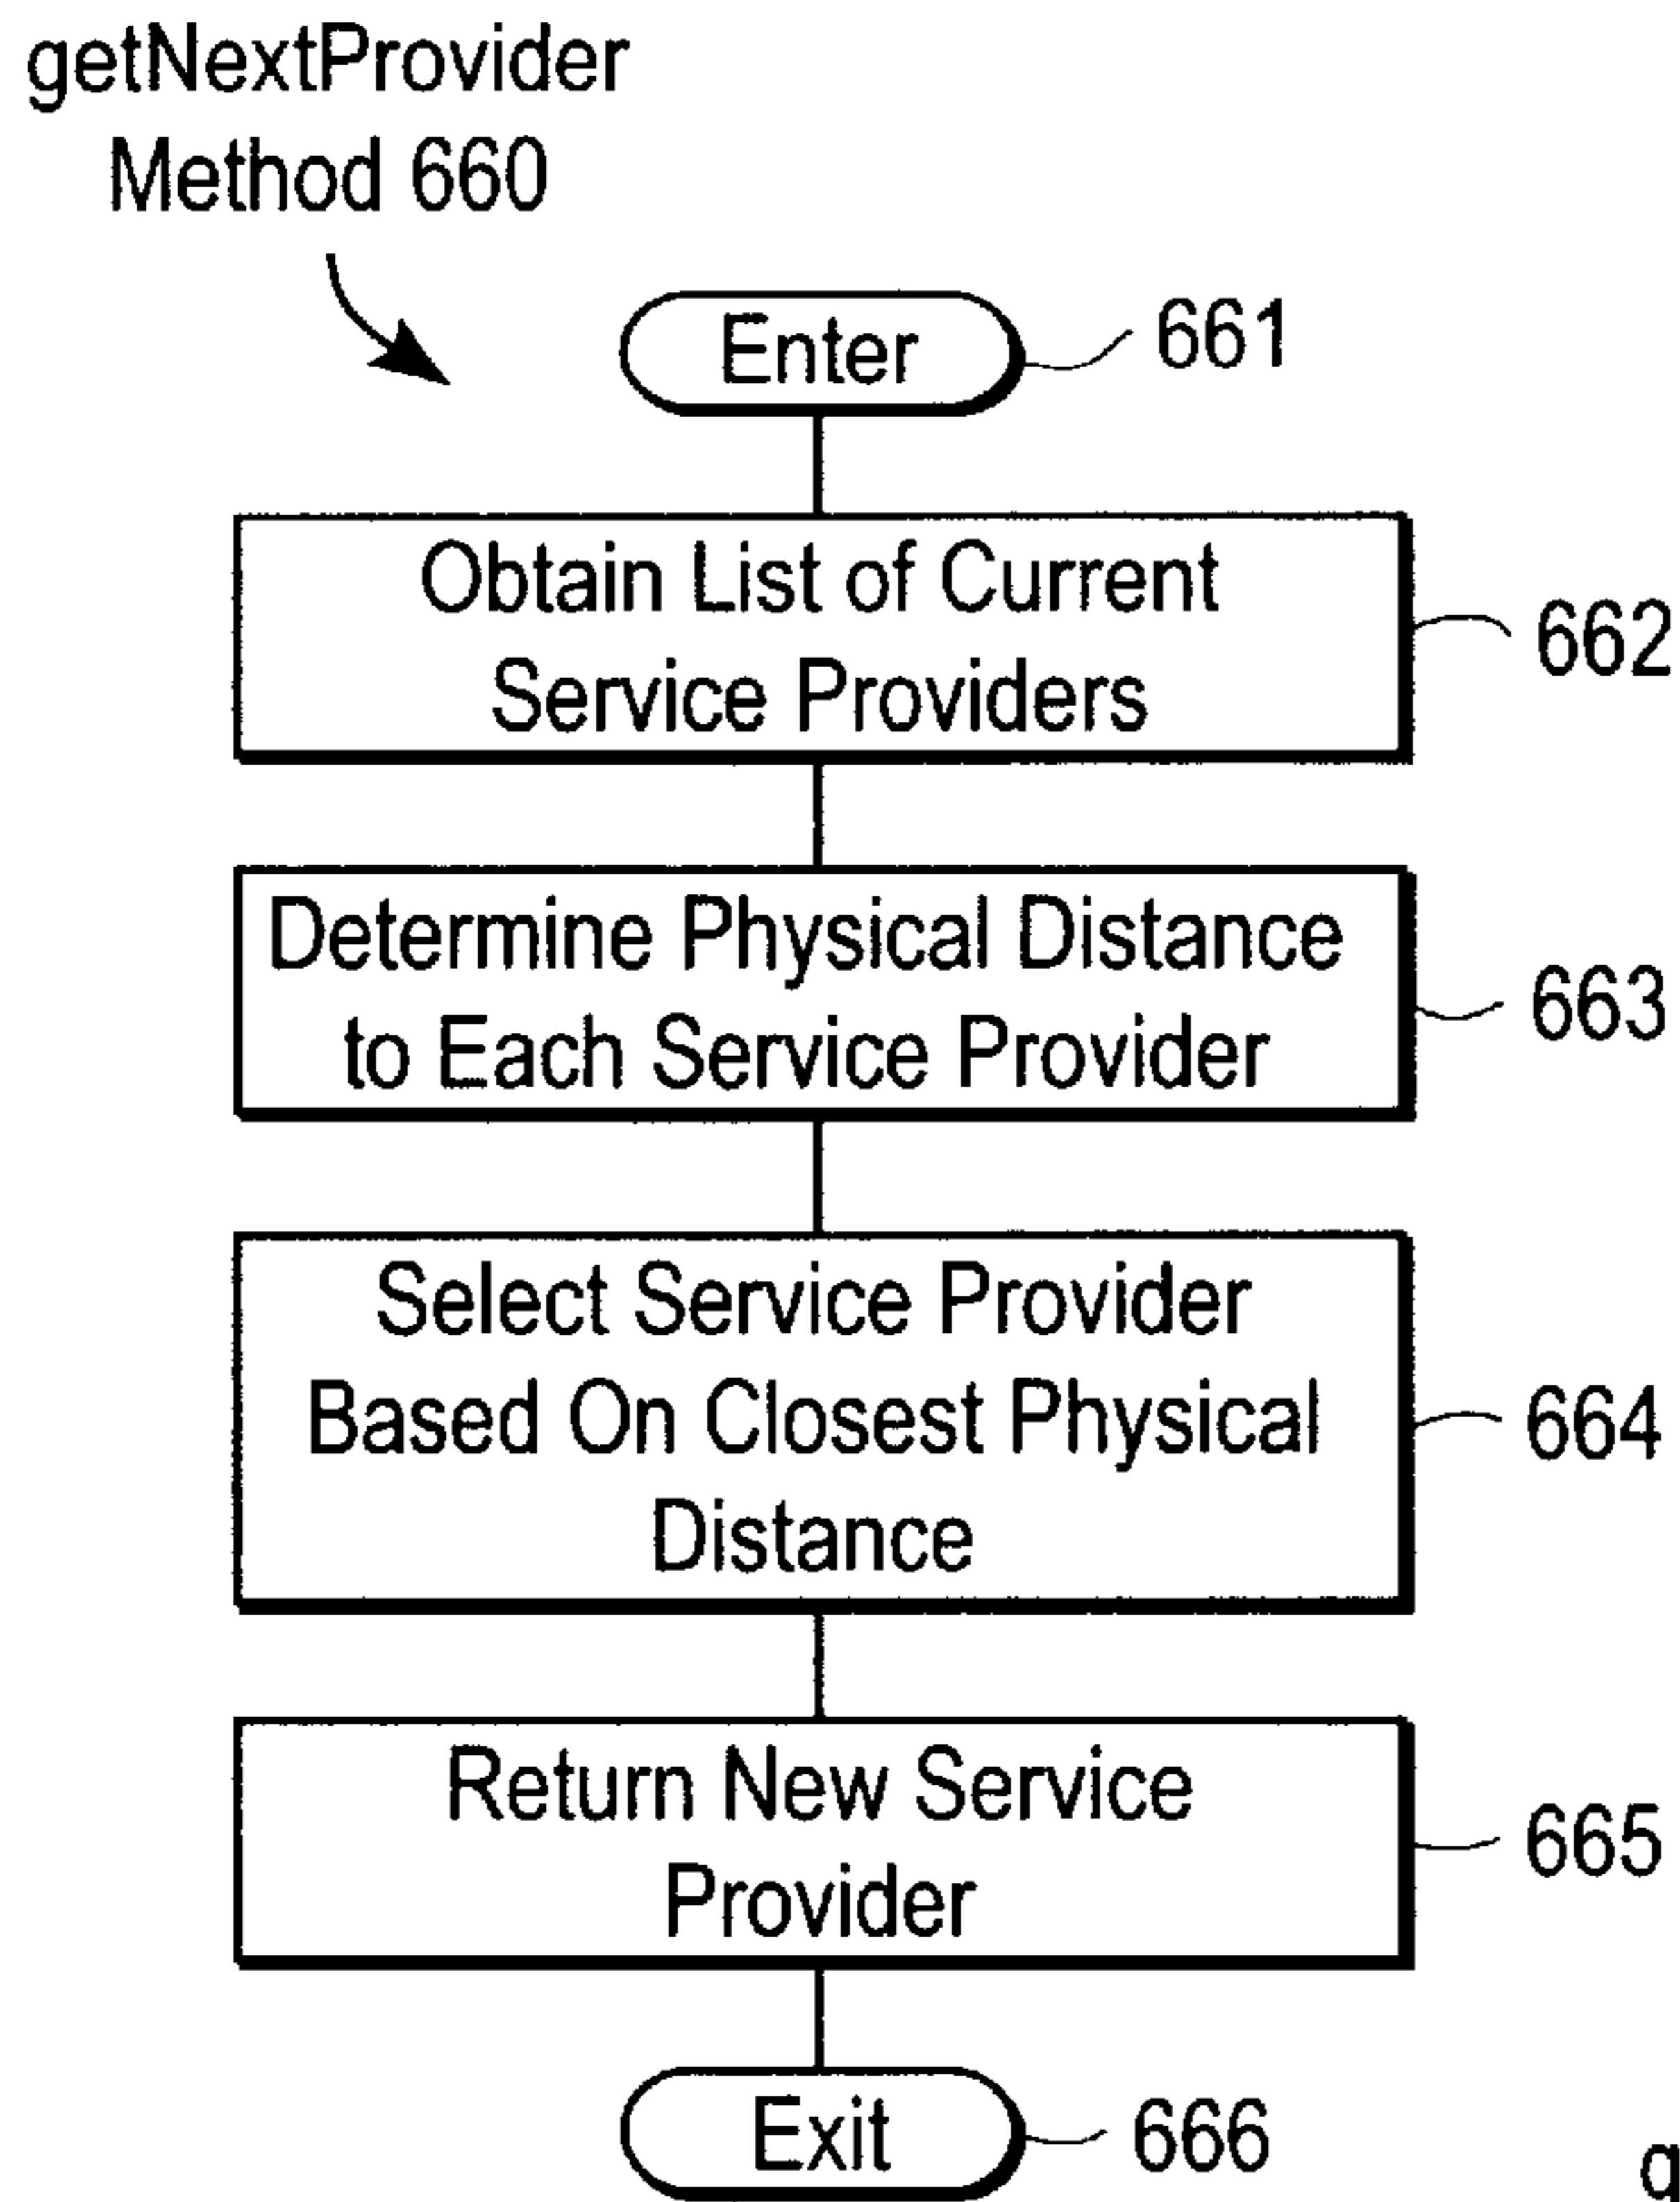 getNextProvider
Method 660
Enter
661
Obtain List of Current
Service Providers
662
Determine Physical Distance
to Each Service Provider
663
Select Service Provider
Based On Closest Physical
Distance
664
Return New Service
Provider
665
Exit
666